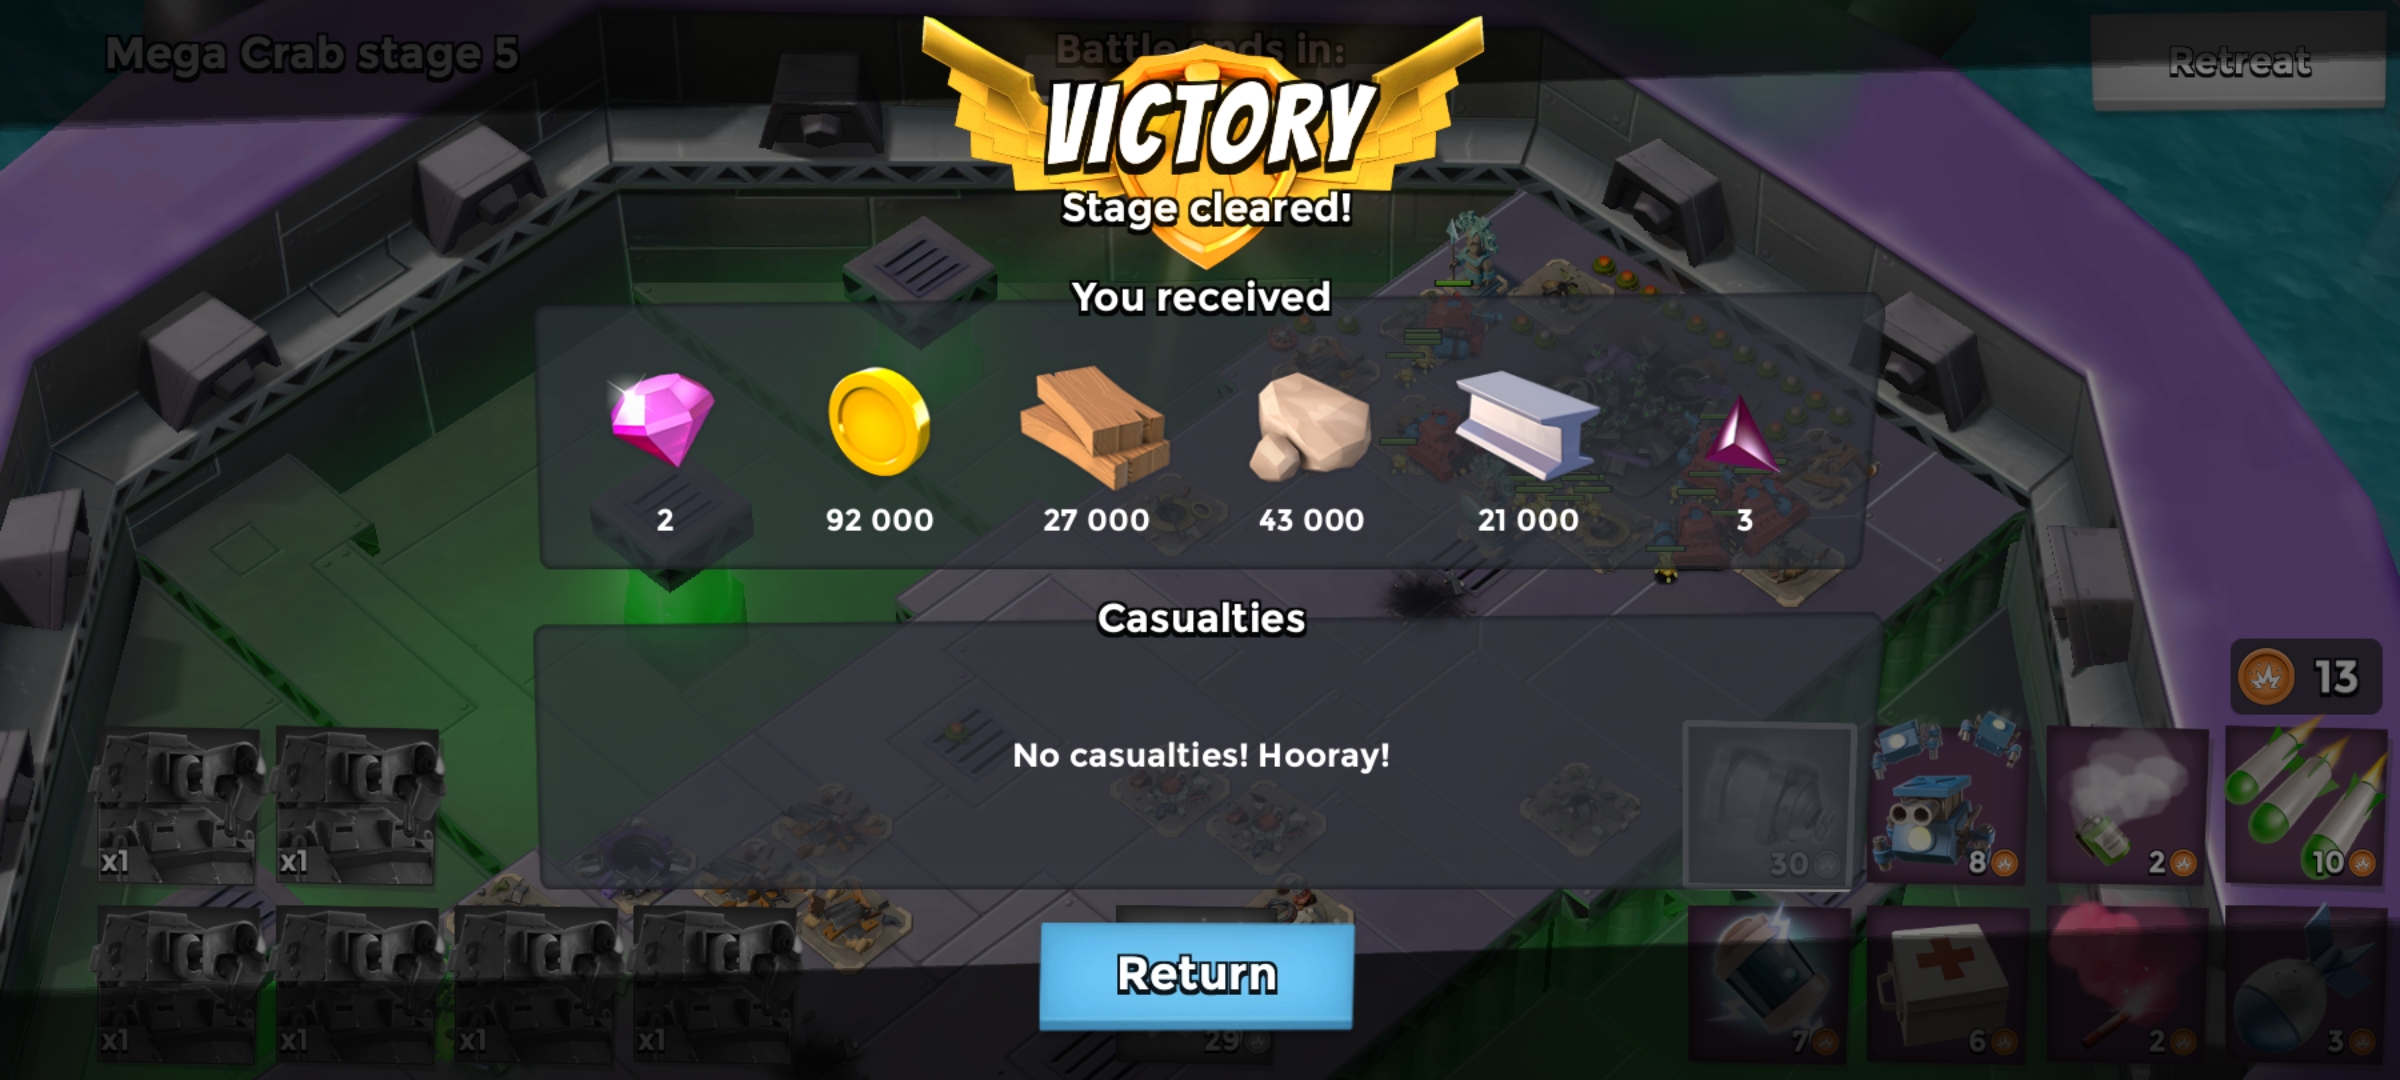 Mega Crab stage 5
Battle ends in:
Retreat
VICTORY
Stage cleared!
You received
2
92 000
27 000
43 000
21 000
3
Casualties
No casualties! Hooray!
13
x1
x1
30
8
2
10
x1
x1
x1
x1
Return
29
7
6
2
3